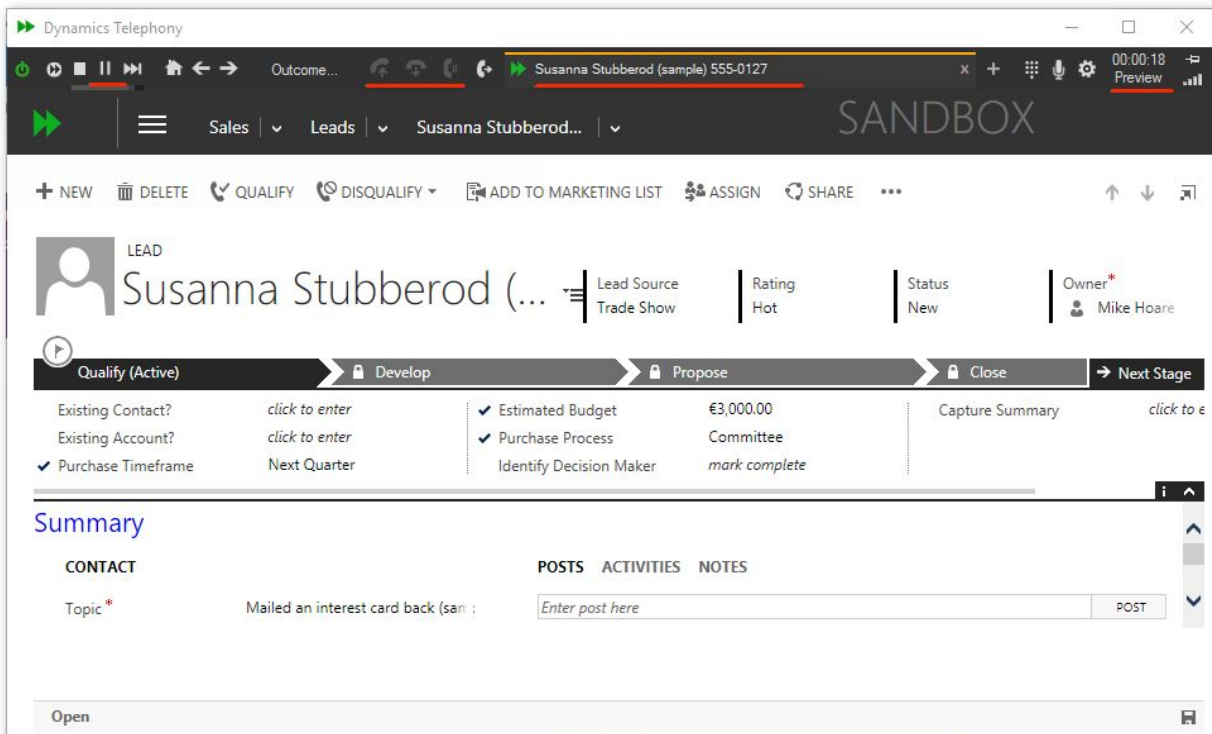 Dynamics Telephony
Outcome... Susanna Stubberod (sample) 555-0127 x + 00:00:18
Preview
Sales Leads Susanna Stubberod... SANDBOX
NEW DELETE QUALIFY DISQUALIFY ADD TO MARKETING LIST ASSIGN SHARE •••
LEAD
Susanna Stubberod (...
Lead Source Rating Status Owner*
Trade Show Hot New Mike Hoare
Qualify (Active) Develop Propose Close → Next Stage
Existing Contact? click to enter Estimated Budget €3,000.00 Capture Summary click to e
Existing Account? click to enter Purchase Process Committee
Purchase Timeframe Next Quarter Identify Decision Maker mark complete
i
Summary
CONTACT POSTS ACTIVITIES NOTES
Topic* Mailed an interest card back (sam : Enter post here POST
Open